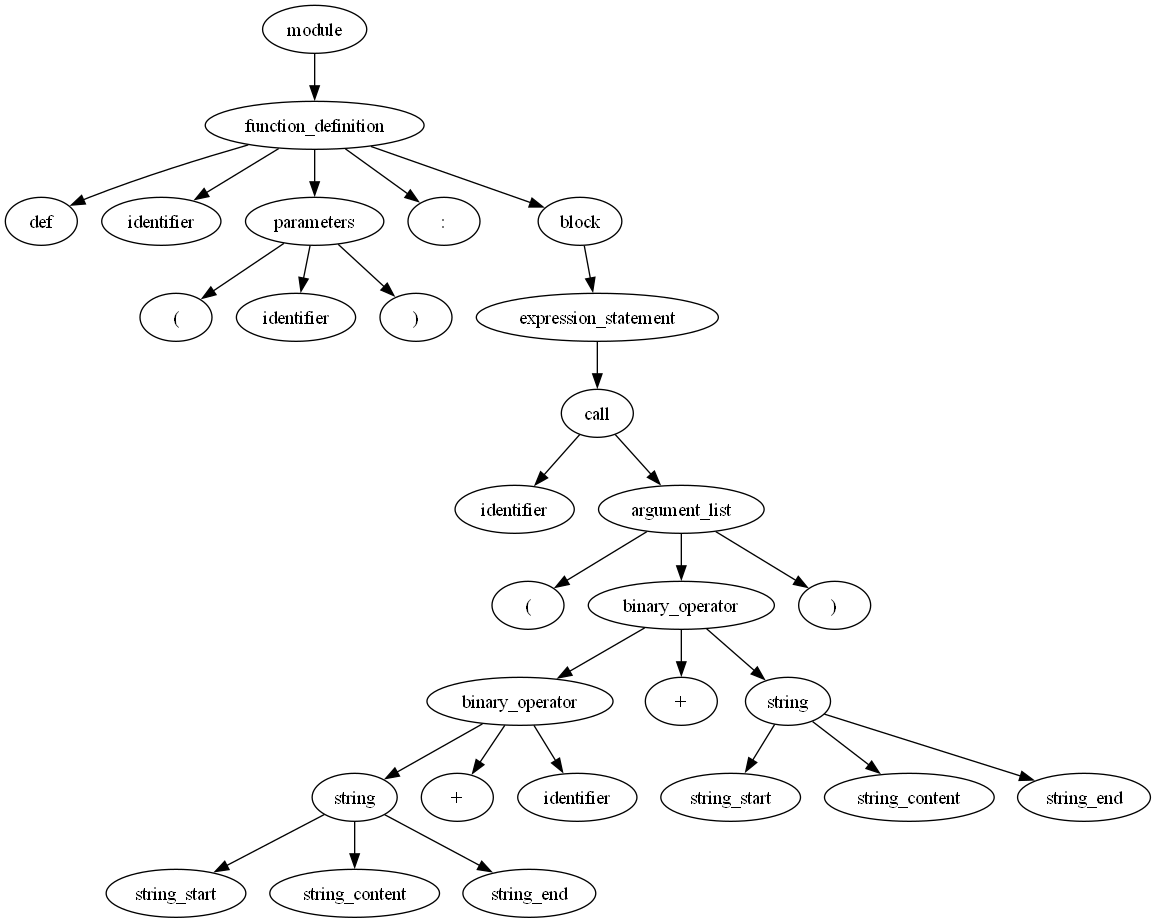 module
function_definition
def identifier parameters : block
( identifier ) expression_statement
call
identifier argument_list
( binary_operator )
binary_operator + string
string + identifier string_start string_content string_end
string_start string_content string_end